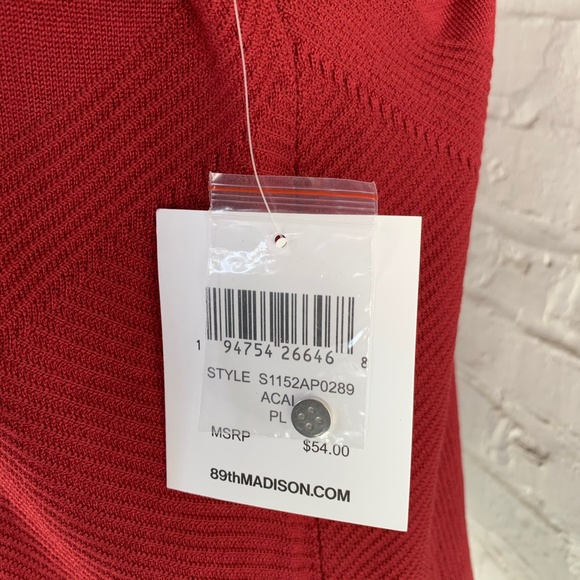 1 94754 26646 8
STYLE S1152AP0289
ACAI
PL
MSRP $54.00
89thMADISON.COM